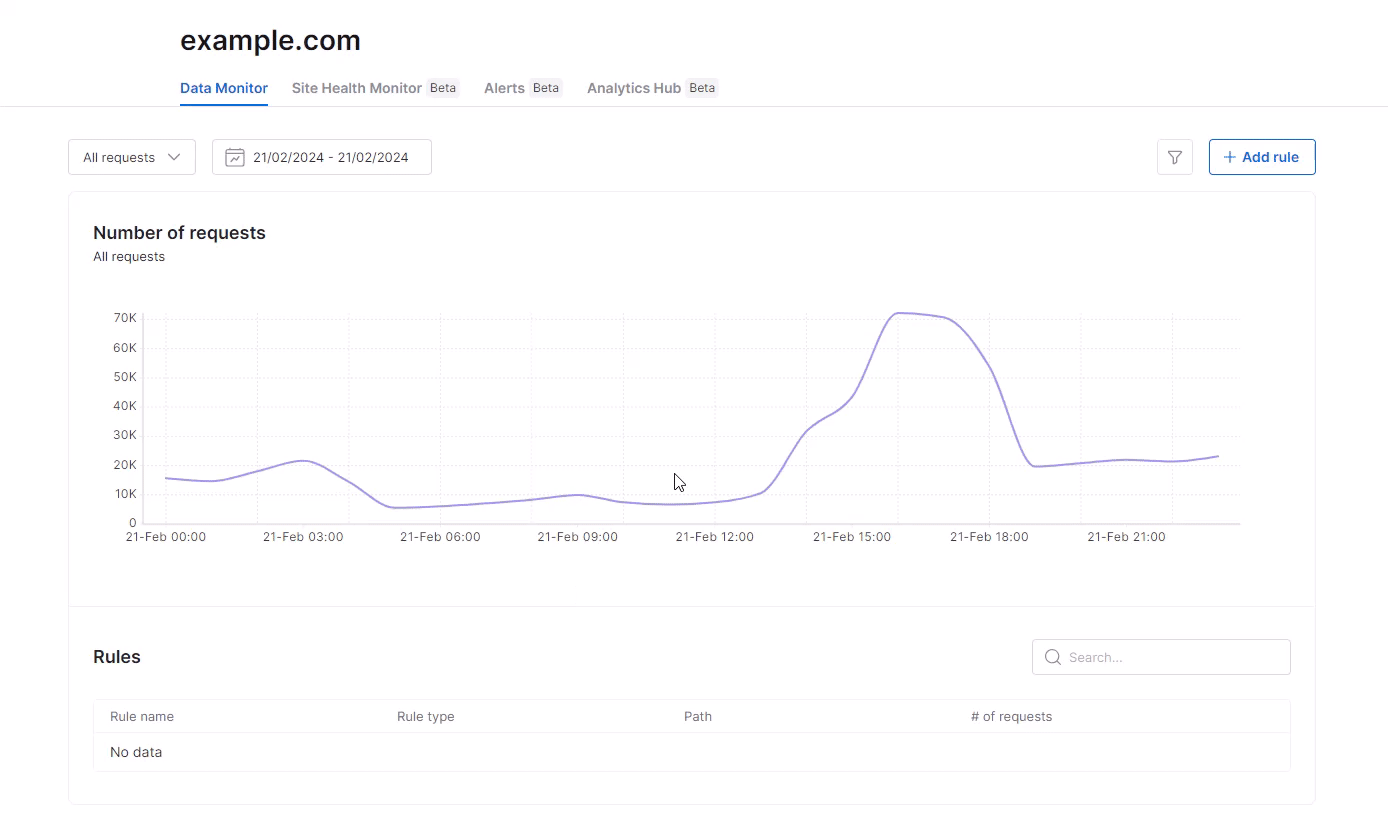 example.com
Data Monitor Site Health Monitor Beta Alerts Beta Analytics Hub Beta
All requests 21/02/2024 - 21/02/2024 + Add rule
Number of requests
All requests
70K
60K
50K
40K
30K
20K
10K
0
21-Feb 00:00 21-Feb 03:00 21-Feb 06:00 21-Feb 09:00 21-Feb 12:00 21-Feb 15:00 21-Feb 18:00 21-Feb 21:00
Rules Search...
Rule name Rule type Path # of requests
No data